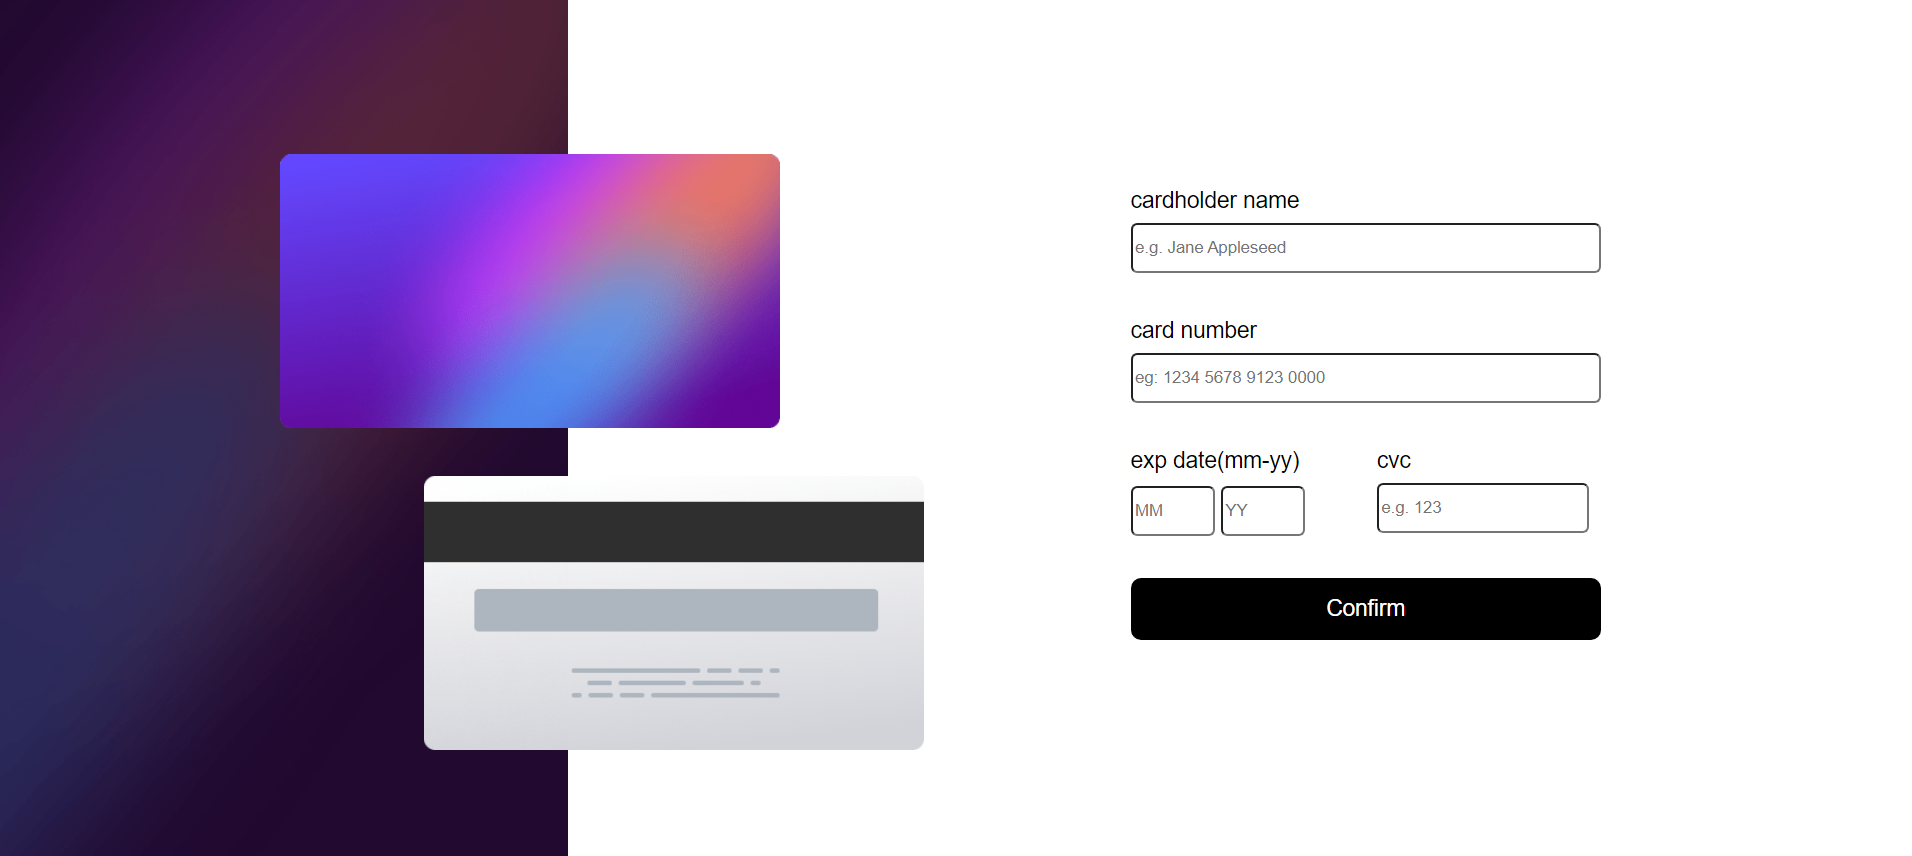 cardholder name
e.g. Jane Appleseed
card number
eg: 1234 5678 9123 0000
exp date(mm-yy) cvc
MM YY e.g. 123
Confirm